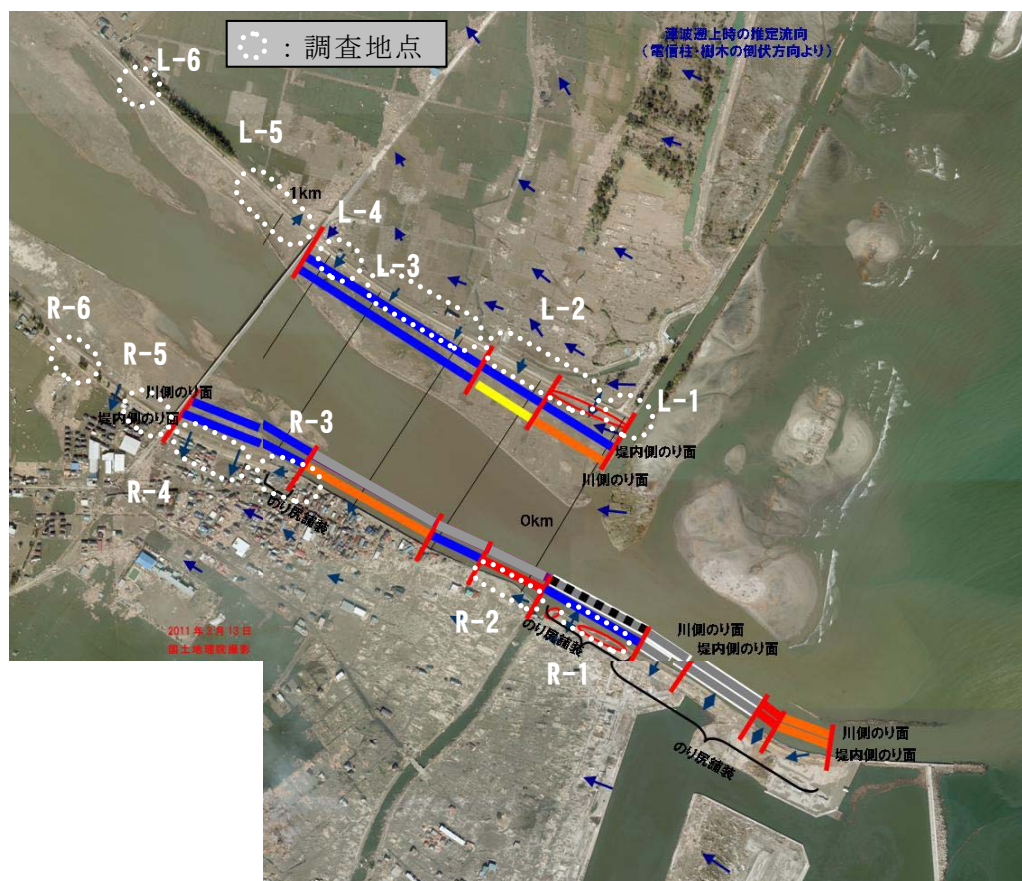 ：調査地点
津波遡上時の推定流向
（電信柱・樹木の倒伏方向より）
L-6
L-5
1km
L-4
L-3
L-2
L-1
堤内側のり面
川側のり面
R-6
R-5
川側のり面
堤内側のり面
R-3
R-4
のり尻舗装
0km
R-2
のり尻舗装
R-1
川側のり面
堤内側のり面
のり尻舗装
川側のり面
堤内側のり面
2011年3月13日
国土地理院撮影